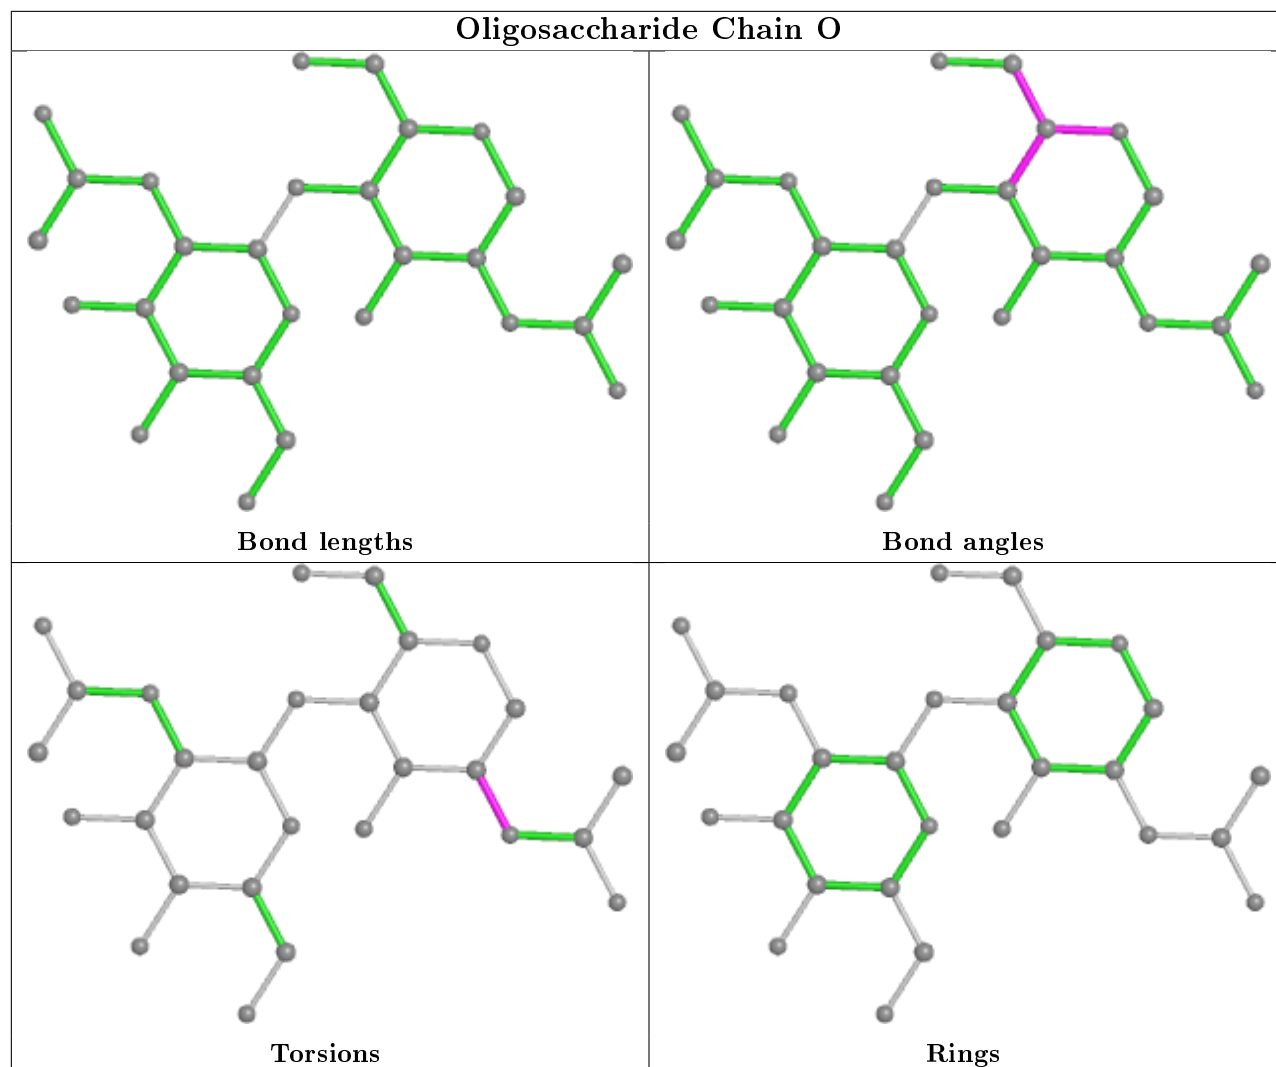 Oligosaccharide Chain O
Bond lengths
Bond angles
Torsions
Rings